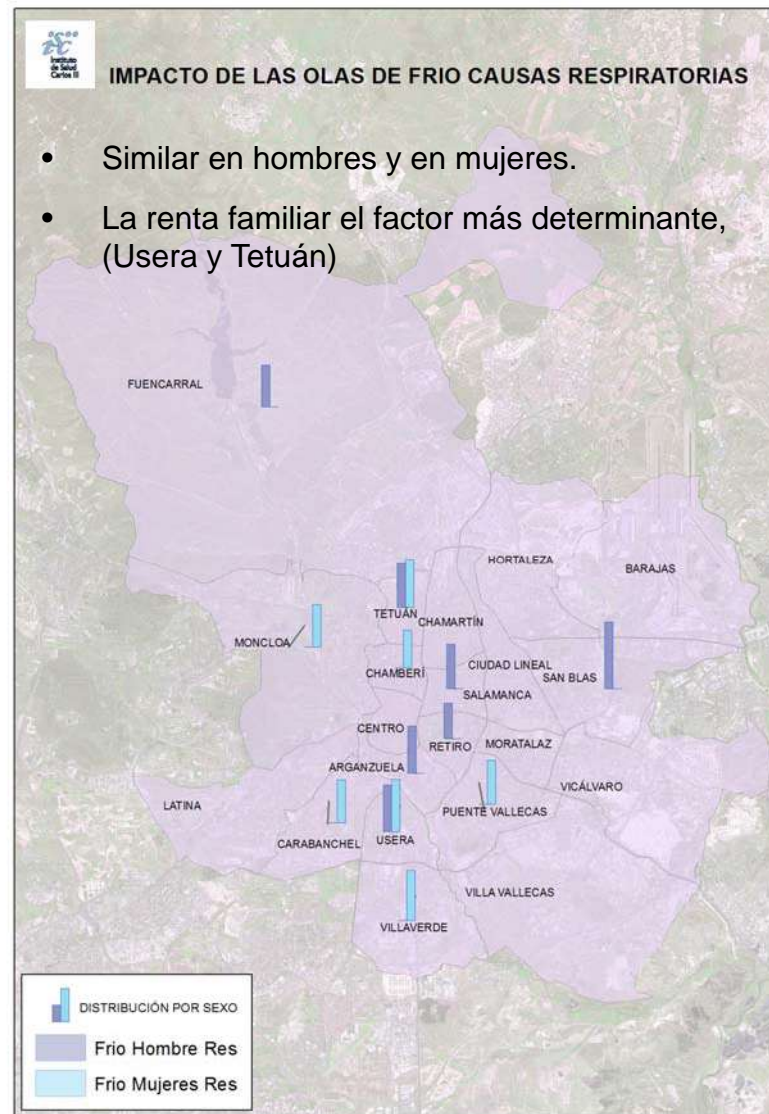 isc
Instituto
de Salud
Carlos III
IMPACTO DE LAS OLAS DE FRIO CAUSAS RESPIRATORIAS
• Similar en hombres y en mujeres.
• La renta familiar el factor más determinante,
(Usera y Tetuán)
FUENCARRAL
HORTALEZA
BARAJAS
TETUÁN
CHAMARTÍN
MONCLOA
CHAMBERÍ
CIUDAD LINEAL
SAN BLAS
SALAMANCA
CENTRO
RETIRO
MORATALAZ
ARGANZUELA
VICÁLVARO
LATINA
PUENTE VALLECAS
CARABANCHEL
USERA
VILLA VALLECAS
VILLAVERDE
DISTRIBUCIÓN POR SEXO
Frio Hombre Res
Frio Mujeres Res